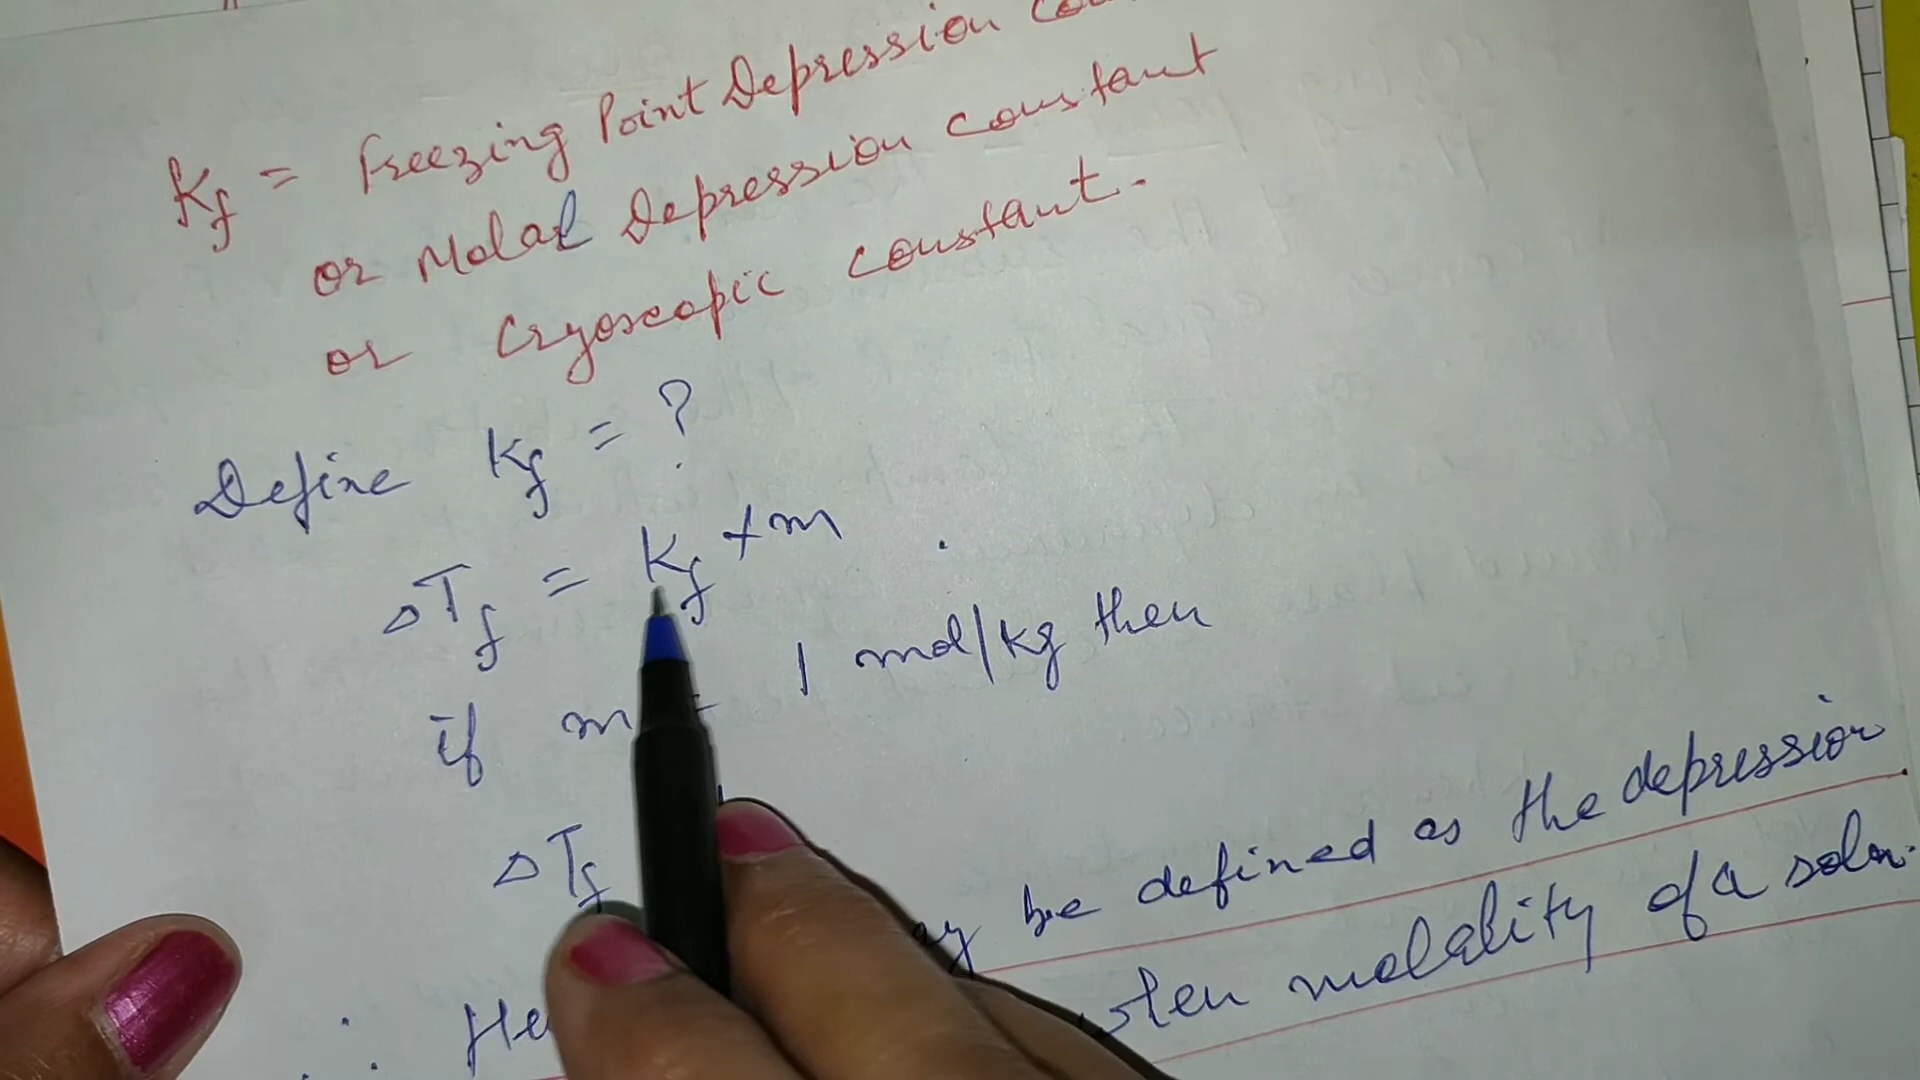 Kf = Freezing Point Depression
or Molal Depression constant
or Cryoscopic constant.
Define Kf = ?
ΔTf = Kf × m
if m = 1 mol/kg then
ΔTf
be defined as the depression
∴ molality of a soln.